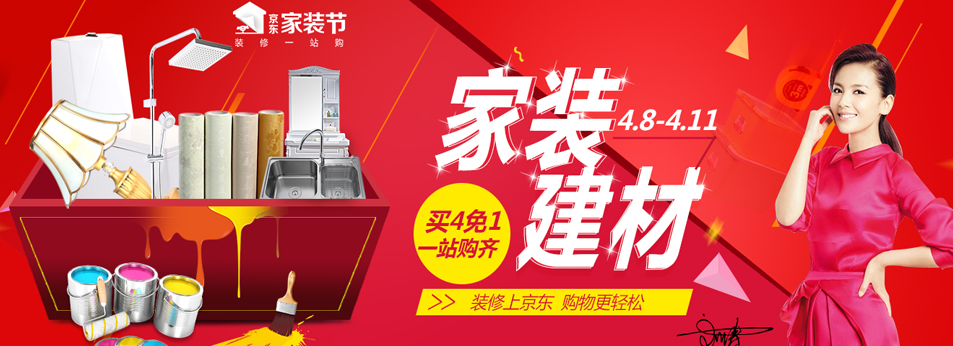 京东
家装节
装修一站购
家装
4.8-4.11
建材
买4免1
一站购齐
>> 装修上京东 购物更轻松